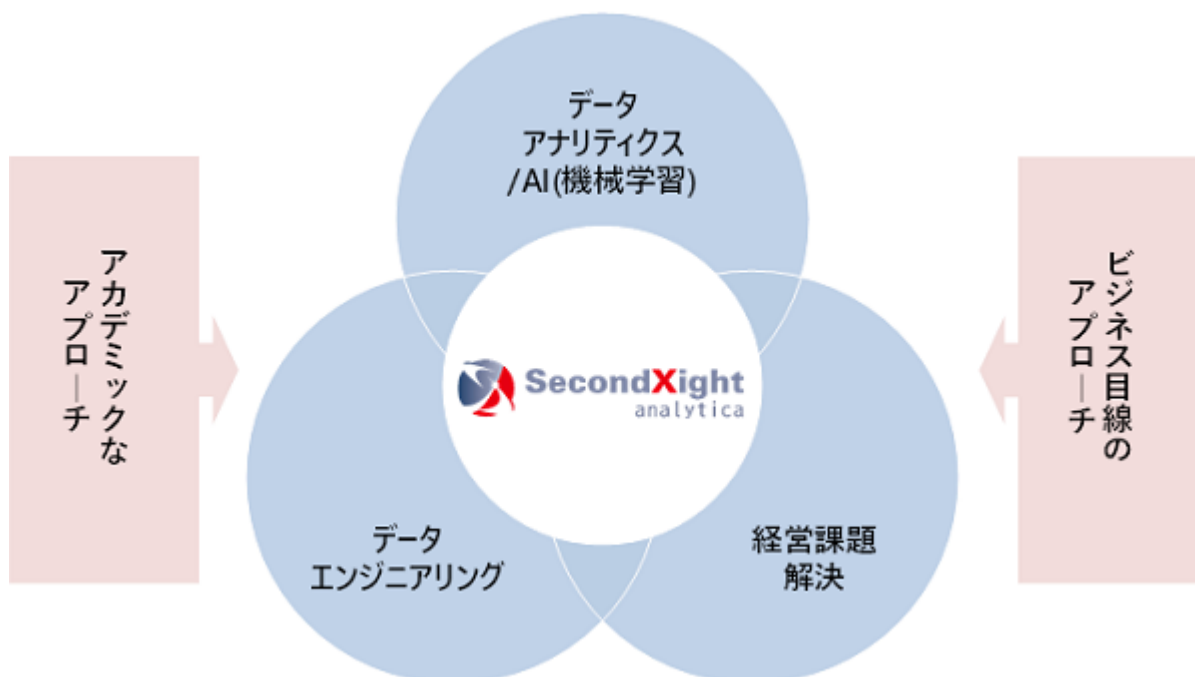 データ
アナリティクス
/AI(機械学習)
アカデミックな
アプローチ
SecondXight
analytica
ビジネス目線の
アプローチ
データ
エンジニアリング
経営課題
解決